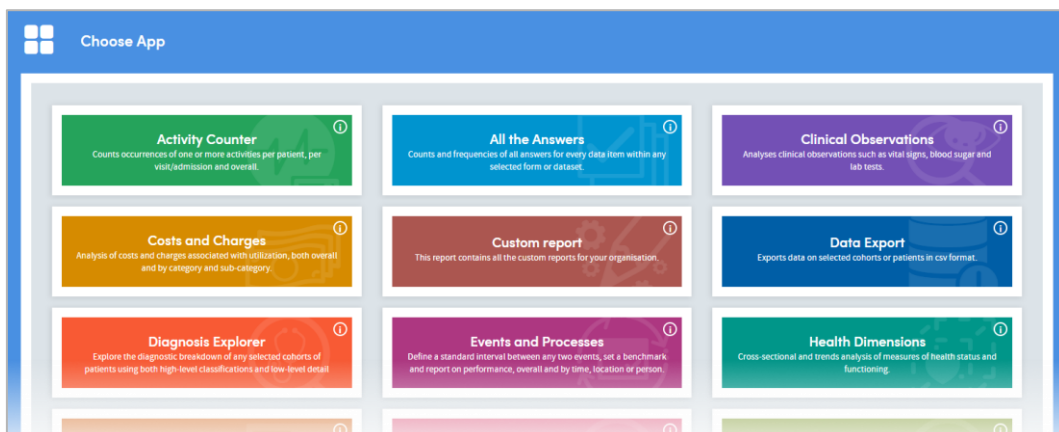 Choose App
Activity Counter
Counts occurrences of one or more activities per patient, per
visit/admission and overall.
All the Answers
Counts and frequencies of all answers for every data item within any
selected form or dataset.
Clinical Observations
Analyses clinical observations such as vital signs, blood sugar and
lab tests.
Costs and Charges
Analysis of costs and charges associated with utilization, both overall
and by category and sub-category.
Custom report
This report contains all the custom reports for your organisation.
Data Export
Exports data on selected cohorts or patients in csv format.
Diagnosis Explorer
Explore the diagnostic breakdown of any selected cohorts of
patients using both high-level classifications and low-level detail
Events and Processes
Define a standard interval between any two events, set a benchmark
and report on performance, overall and by time, location or person.
Health Dimensions
Cross-sectional and trends analysis of measures of health status and
functioning.